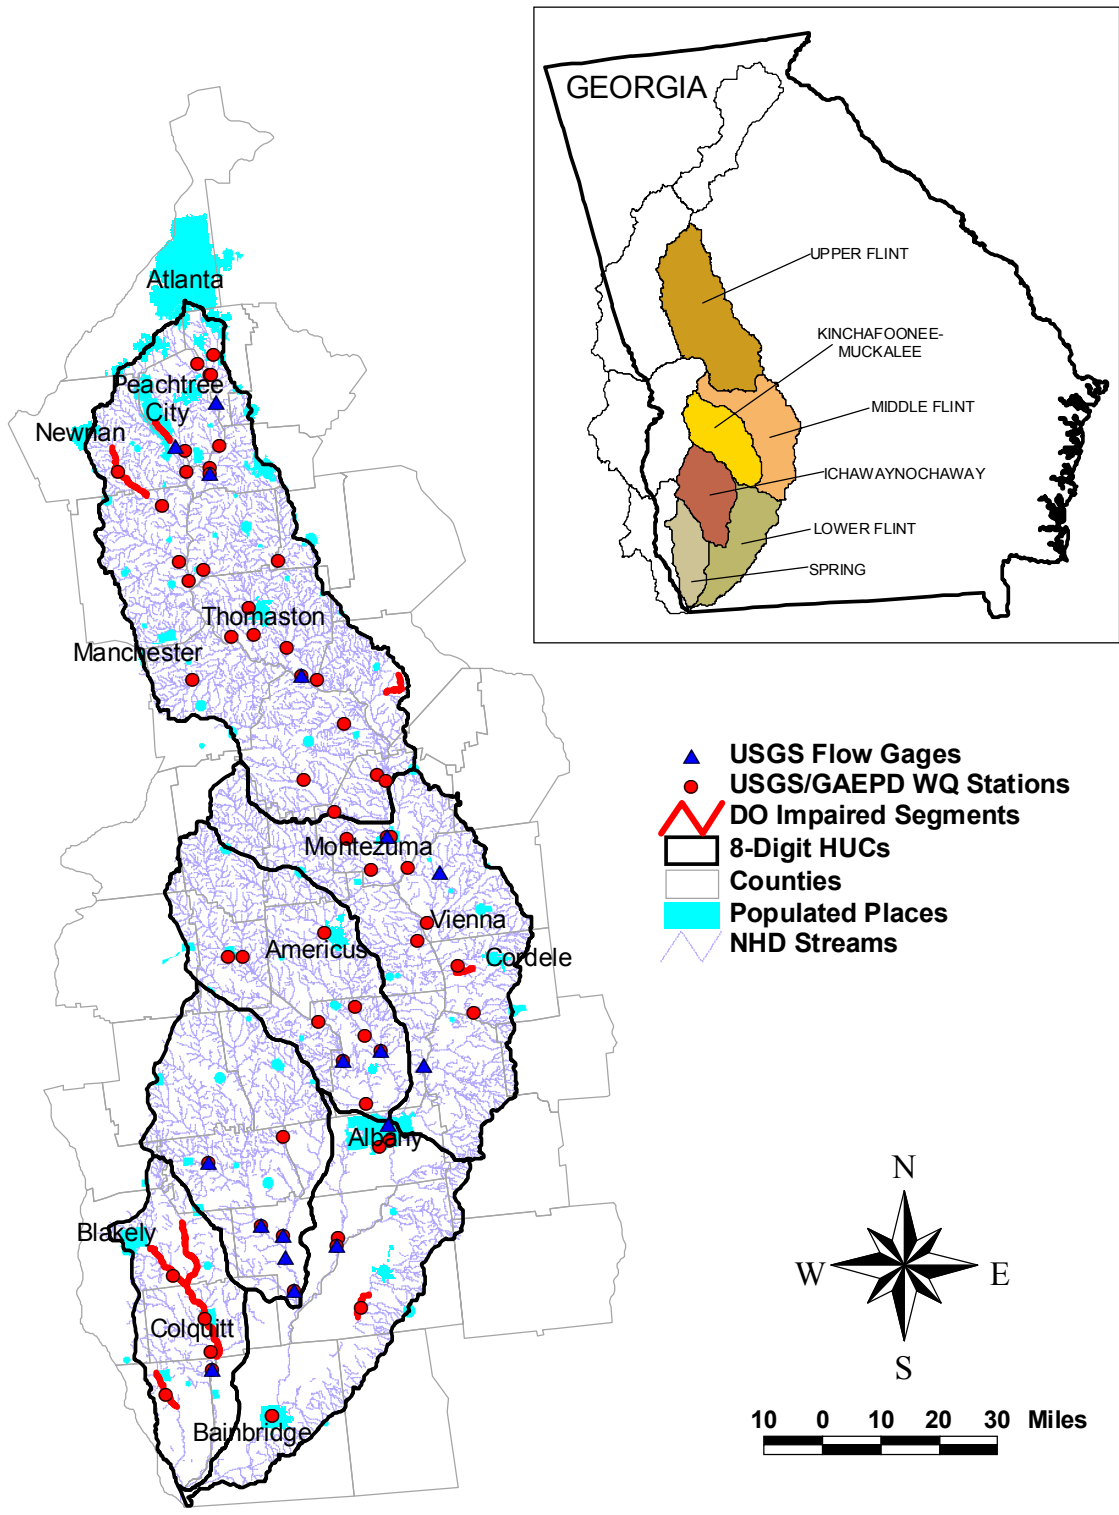 GEORGIA
UPPER FLINT
KINCHAFOONEE-
MUCKALEE
MIDDLE FLINT
ICHAWAYNOCHAWAY
LOWER FLINT
SPRING
Atlanta
Peachtree
City
Newnan
Thomaston
Manchester
Montezuma
Vienna
Americus
Cordele
Albany
Blakely
Colquitt
Bainbridge
USGS Flow Gages
USGS/GAEPD WQ Stations
DO Impaired Segments
8-Digit HUCs
Counties
Populated Places
NHD Streams
N
W
E
S
10 0 10 20 30 Miles